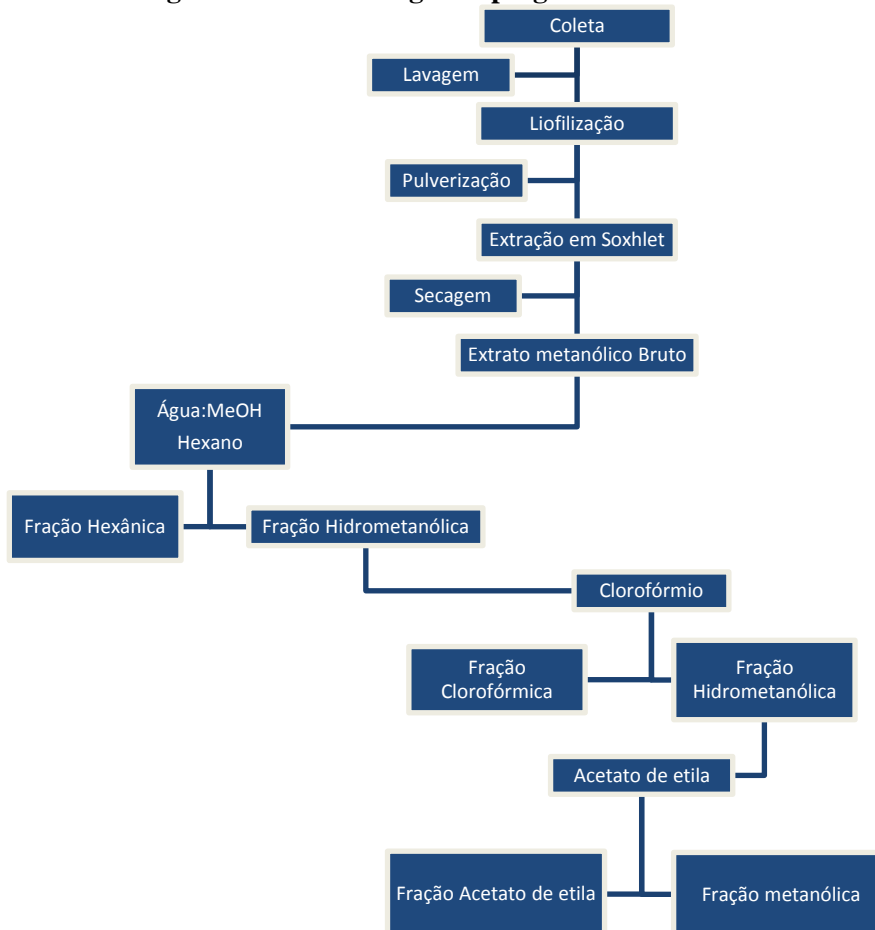 Coleta
Lavagem
Liofilização
Pulverização
Extração em Soxhlet
Secagem
Extrato metanólico Bruto
Água:MeOH
Hexano
Fração Hexânica
Fração Hidrometanólica
Clorofórmio
Fração
Clorofórmica
Fração
Hidrometanólica
Acetato de etila
Fração Acetato de etila
Fração metanólica